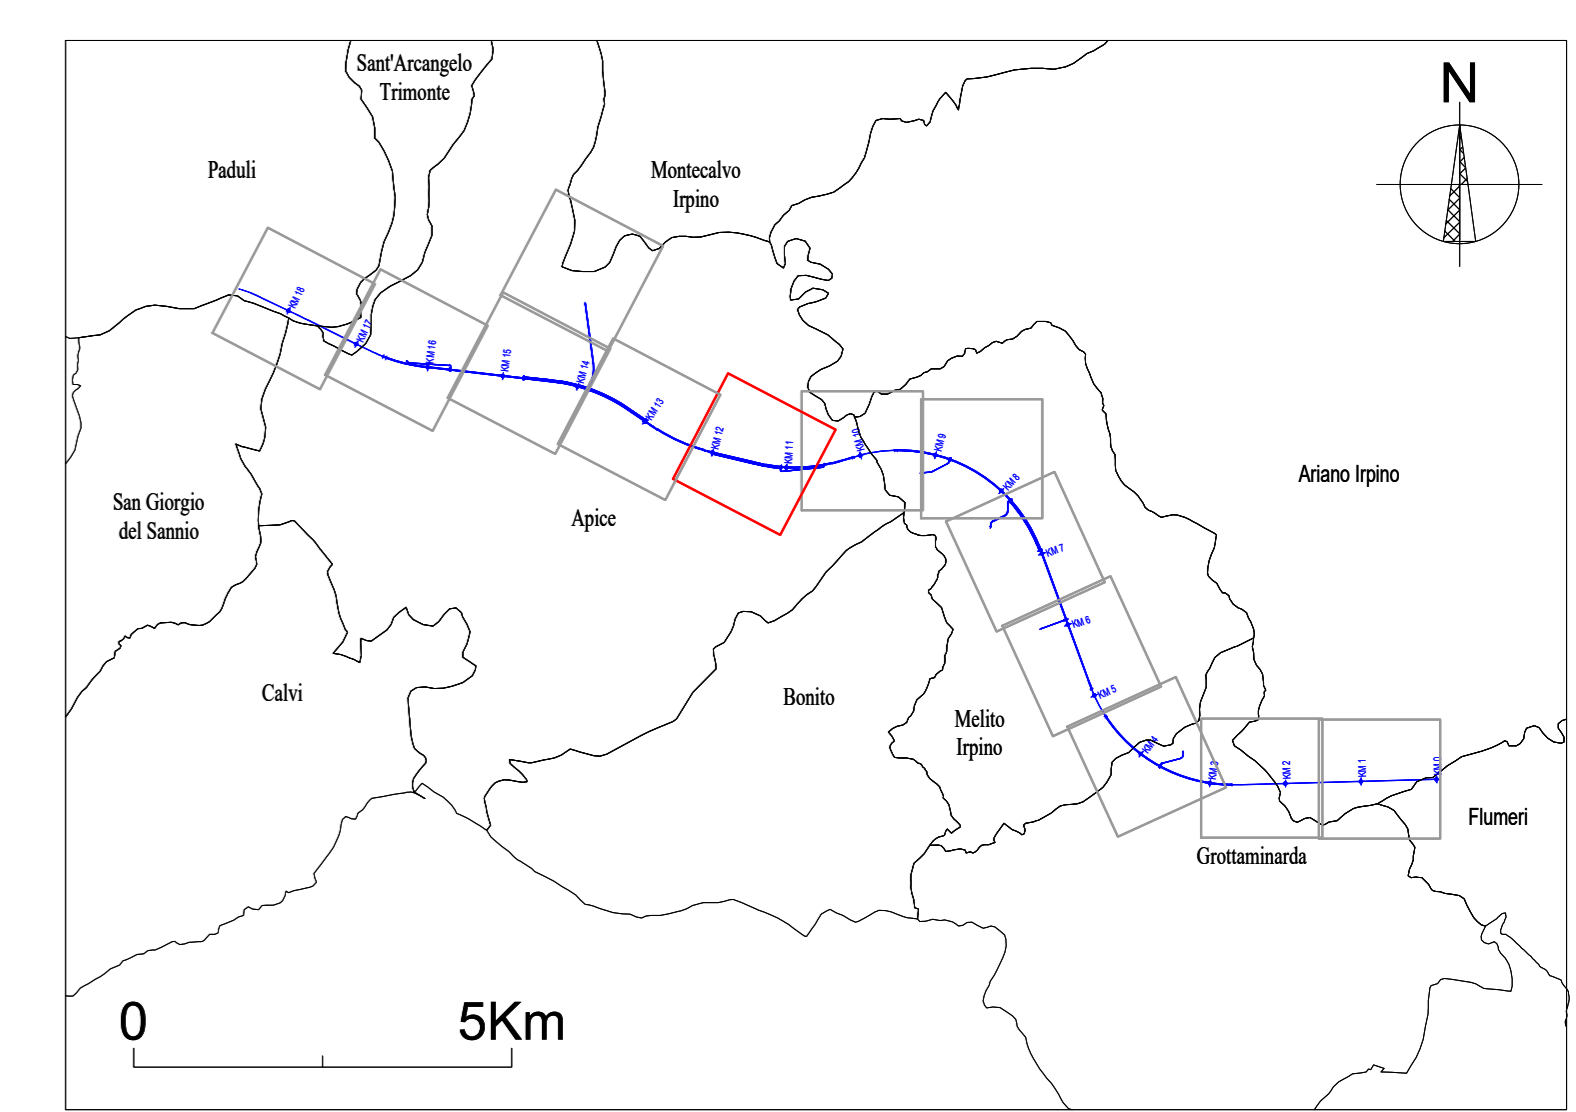 Sant'Arcangelo
Trimonte
N
Paduli
Montecalvo
Irpino
KM 18
KM 17
KM 16
KM 15
KM 14
KM 13
KM 12
KM 11
KM 10
KM 9
KM 8
Ariano Irpino
San Giorgio
del Sannio
Apice
KM 7
KM 6
KM 5
Calvi
Bonito
Melito
Irpino
KM 4
KM 3
KM 2
KM 1
KM 0
Flumeri
Grottaminarda
0
5Km